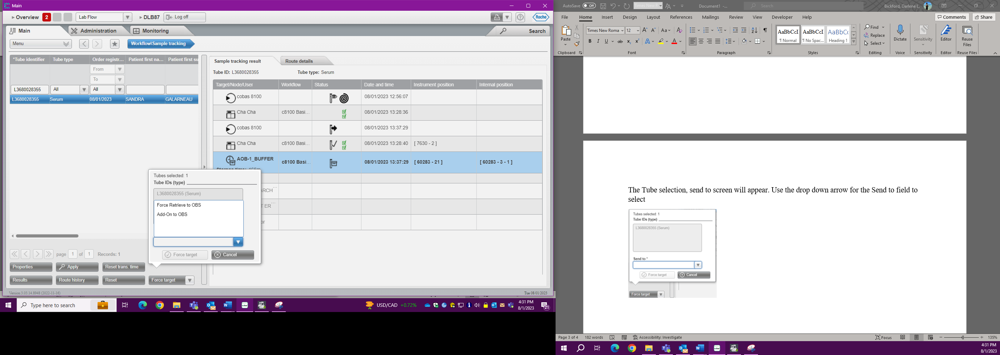 Main
Overview 2 Lab Flow DLB87 Log off Roche
Main Administration Monitoring Search
Menu Workflow\Sample tracking
*Tube identifier Tube type Order registr... Patient first na... Patient first su
From
To
L3680028355 All All
L3680028355 Serum 08/01/2023 SANDRA GALARNEAU
page 1 of 1 Records: 1
Properties Apply Reset trans. time
Results Route history Reset Force target
Version 3.03.14.8948 (2022-11-16) Tue 08/01/2023
Sample tracking result Route details
Tube ID: L3680028355 Tube type: Serum
Target/Node/User Workflow Status Date and time Instrument position Internal position
cobas 8100 08/01/2023 12:56:07
Cha Cha c8100 Basi... 08/01/2023 13:28:36
cobas 8100 08/01/2023 13:37:29
Cha Cha c8100 Basi... 08/01/2023 13:28:40 [ 7630 - 2 ]
AOB-1_BUFFER c8100 Basi... 08/01/2023 13:37:29 [ 60283 - 21 ] [ 60283 - 3 - 1 ]
ARCH ...
T ER ...
or
Tubes selected: 1
Tube IDs (type)
L3680028355 (Serum)
Force Retrieve to OBS
Add-On to OBS
Force target Cancel
Type here to search
USD/CAD +0.72%
4:31 PM
8/1/2023
21
AutoSave Off Times New R Document1 -... Search Bickford, Darlene L.
File Home Insert Design Layout References Mailings Review View Developer Help Comments Share
Paste
Clipboard
Times New Roma 12 Aa
B I U ab x₂ x² A A
Font
Paragraph
AaBbCcI AaBbCcI AaBbCc
¶ Normal ¶ No Spac... Heading 1
Styles
Find
Replace
Select
Editing
Dictate
Voice
Sensitivity
Sensitivity
Editor
Editor
Reuse
Files
Reuse Files
The Tube selection, send to screen will appear. Use the drop down arrow for the Send to field to
select
Tubes selected: 1
Tube IDs (type)
L3680028355 (Serum)
Send to *
Force target Cancel
Force target
Page 3 of 4 182 words Accessibility: Investigate Focus 135%
4:31 PM
8/1/2023